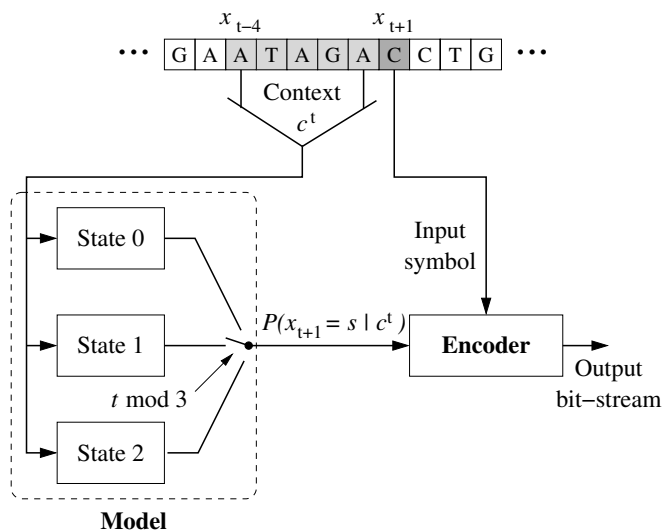 x t−4 x t+1
••• G A A T A G A C C T G •••
Context
c t
State 0
State 1
State 2
t mod 3
Model
P(x t+1 = s | c t )
Input
symbol
Encoder
Output
bit−stream